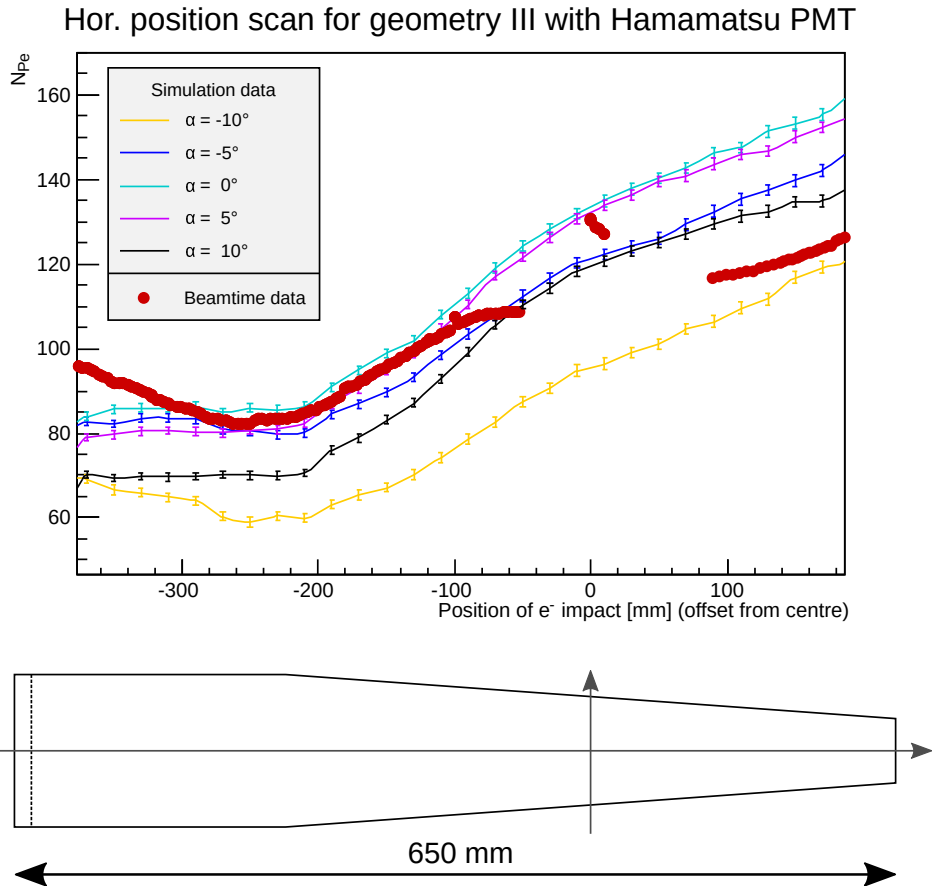 Hor. position scan for geometry III with Hamamatsu PMT
N_Pe
160
140
120
100
80
60
Simulation data
α = -10°
α = -5°
α = 0°
α = 5°
α = 10°
Beamtime data
-300
-200
-100
0
100
Position of e⁻ impact [mm] (offset from centre)
650 mm